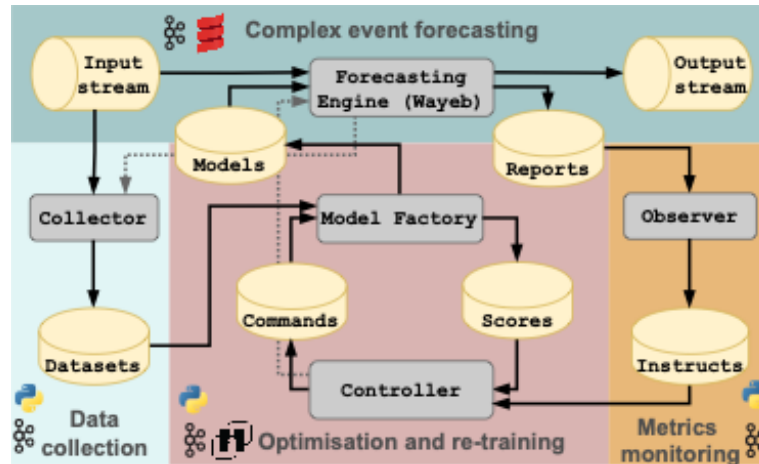 Complex event forecasting
Input
stream
Forecasting
Engine (Wayeb)
Output
stream
Models
Reports
Collector
Model Factory
Observer
Commands
Scores
Datasets
Instructs
Controller
Data
collection
Optimisation and re-training
Metrics
monitoring